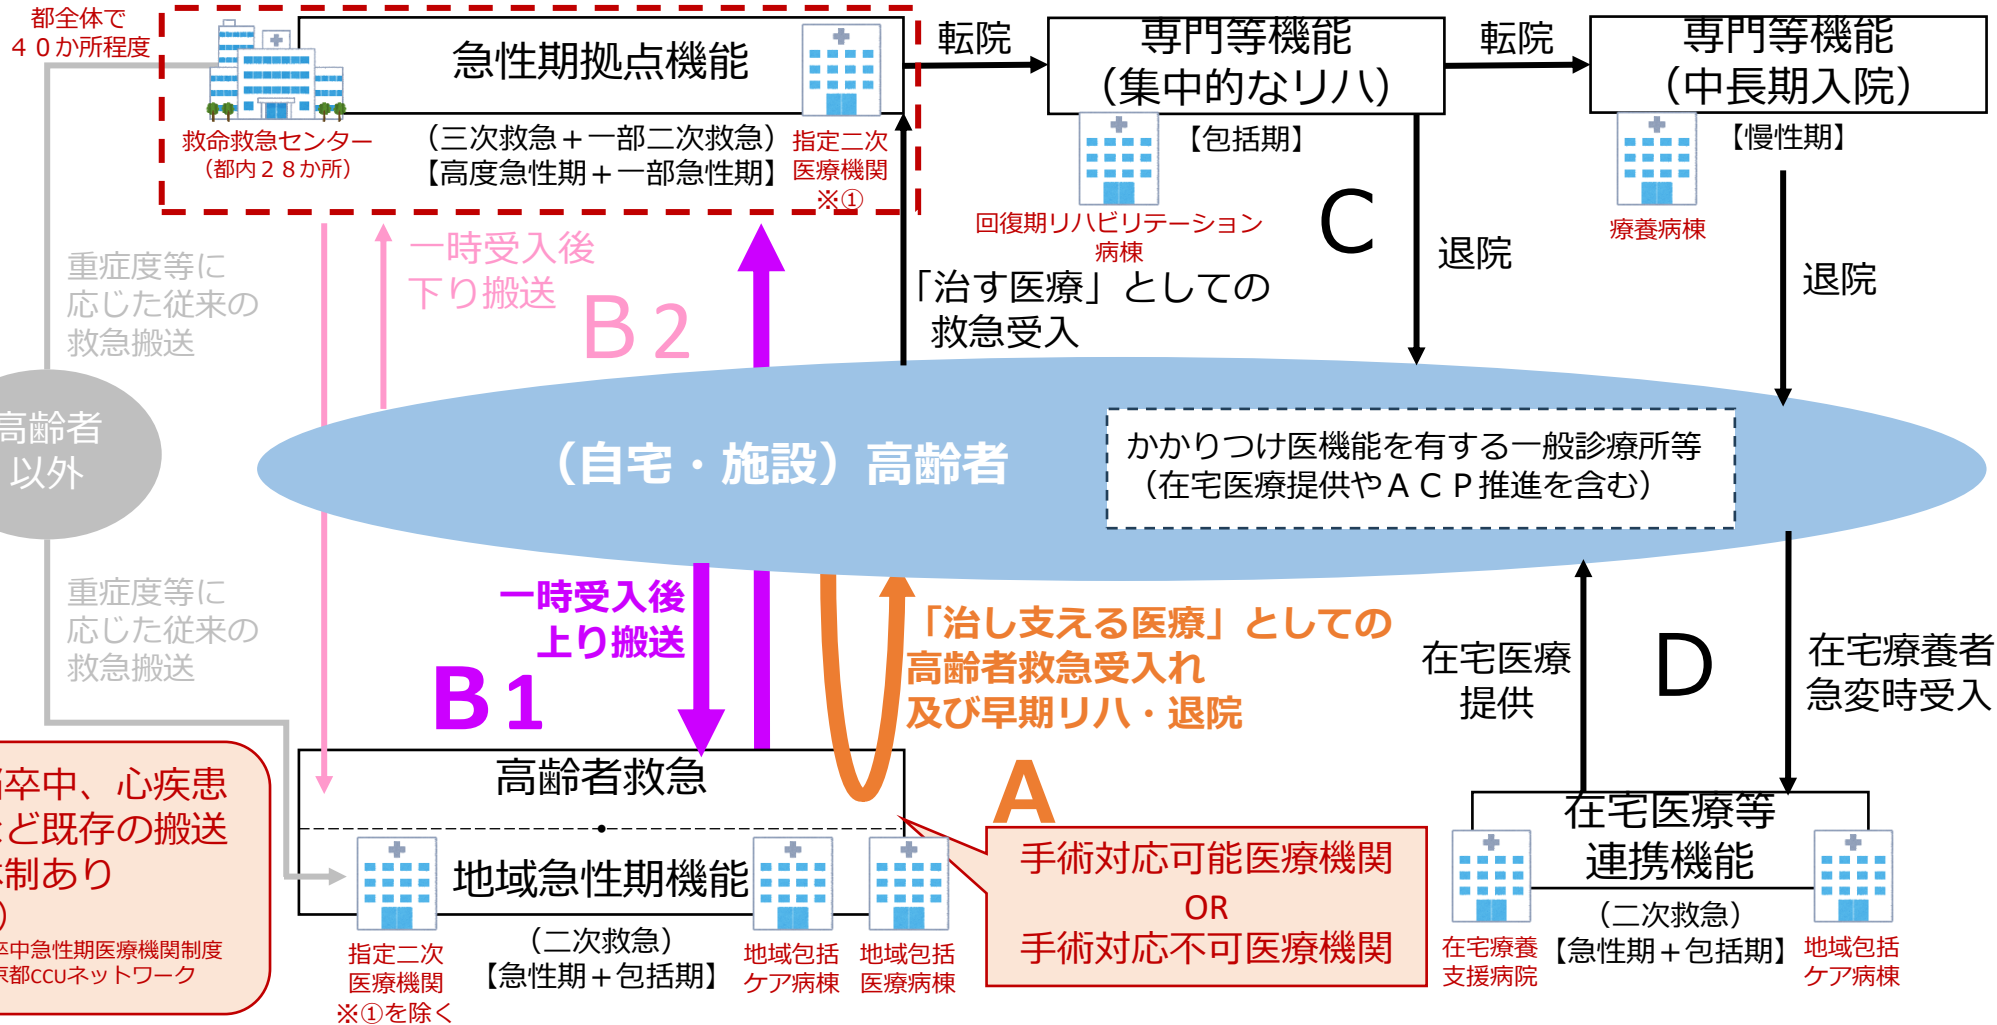 都全体で
４０か所程度
急性期拠点機能
救命救急センター
（都内２８か所）
（三次救急＋一部二次救急）
【高度急性期＋一部急性期】
指定二次
医療機関
※①
転院
専門等機能
（集中的なリハ）
【包括期】
回復期リハビリテーション
病棟
転院
専門等機能
（中長期入院）
【慢性期】
療養病棟
重症度等に
応じた従来の
救急搬送
一時受入後
下り搬送
Ｂ２
「治す医療」としての
救急受入
C
退院
退院
高齢者
以外
（自宅・施設）高齢者
かかりつけ医機能を有する一般診療所等
（在宅医療提供やＡＣＰ推進を含む）
重症度等に
応じた従来の
救急搬送
一時受入後
上り搬送
Ｂ１
「治し支える医療」としての
高齢者救急受入れ
及び早期リハ・退院
A
在宅医療
提供
D
在宅療養者
急変時受入
卒中、心疾患
ど既存の搬送
制あり
）
卒中急性期医療機関制度
京都CCUネットワーク
高齢者救急
地域急性期機能
指定二次
医療機関
※①を除く
（二次救急）
【急性期＋包括期】
地域包括
ケア病棟
地域包括
医療病棟
手術対応可能医療機関
OR
手術対応不可医療機関
在宅医療等
連携機能
在宅療養
支援病院
（二次救急）
【急性期＋包括期】
地域包括
ケア病棟